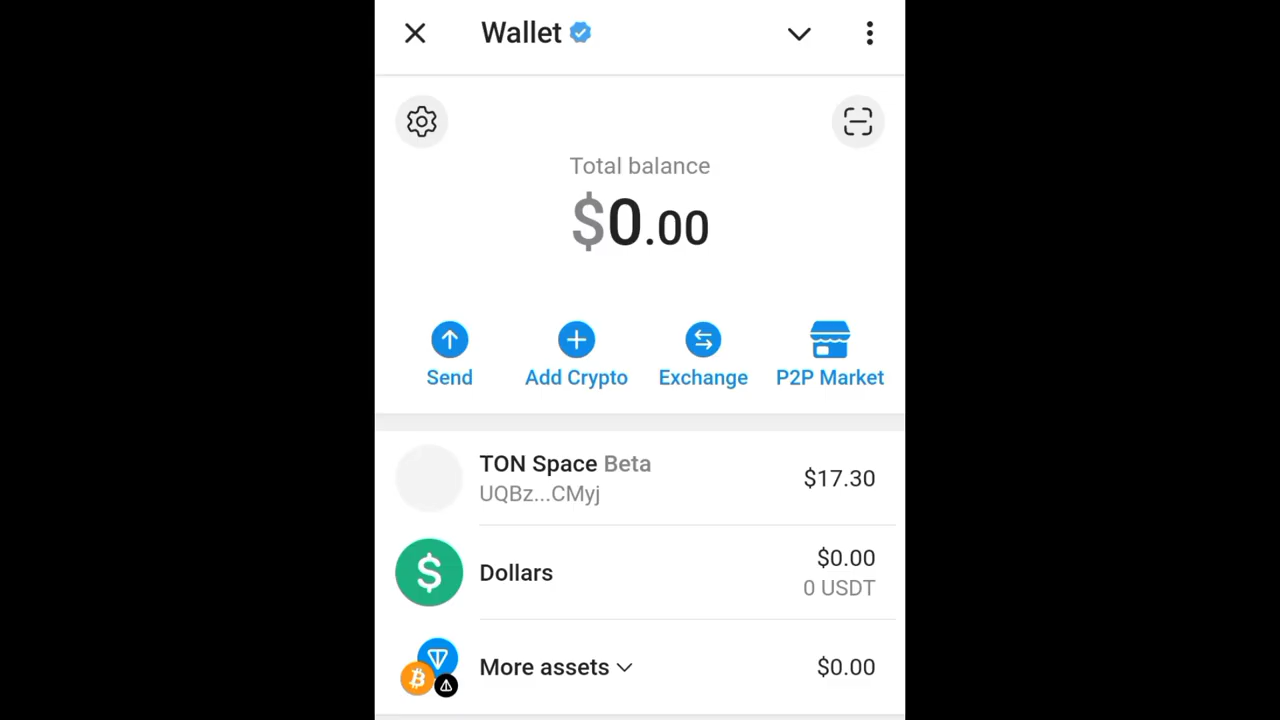 Wallet
Total balance
$0.00
Send
Add Crypto
Exchange
P2P Market
TON Space Beta
$17.30
UQBz...CMyj
Dollars
$0.00
0 USDT
More assets
$0.00